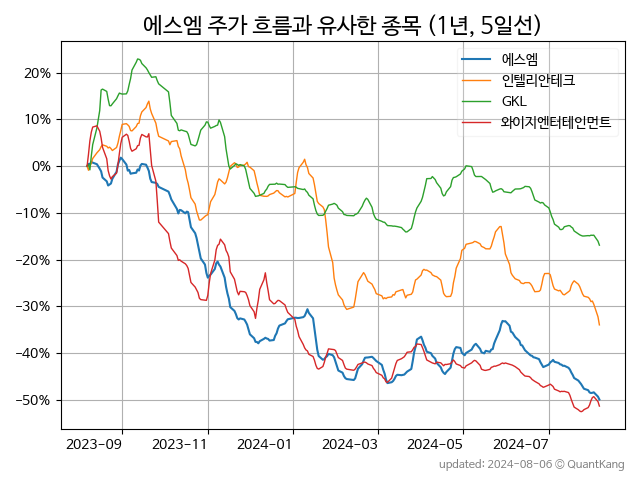 에스엠 주가 흐름과 유사한 종목 (1년, 5일선)
에스엠
인텔리안테크
GKL
와이지엔터테인먼트
20%
10%
0%
−10%
−20%
−30%
−40%
−50%
2023-09 2023-11 2024-01 2024-03 2024-05 2024-07
updated: 2024-08-06 © QuantKang